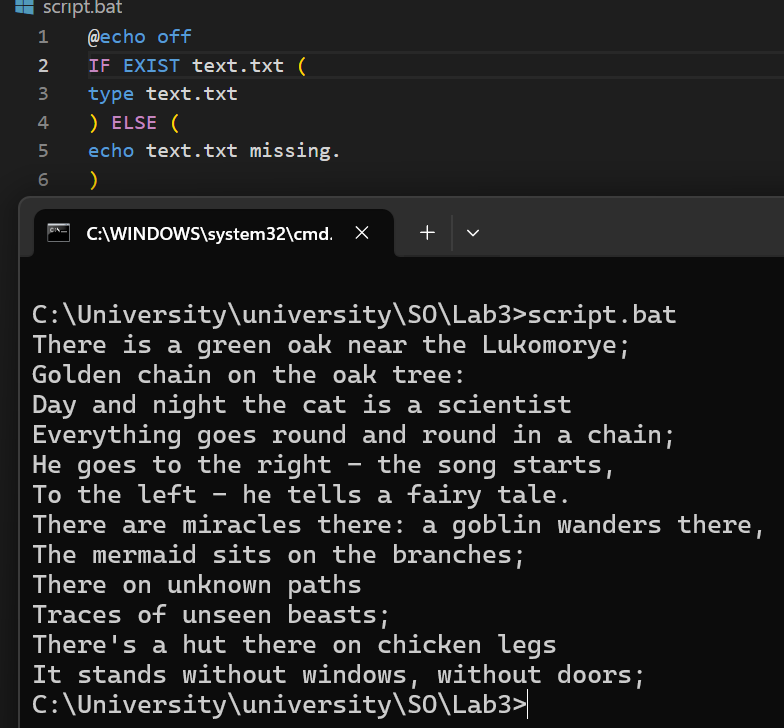 script.bat
1 @echo off
2 IF EXIST text.txt (
3 type text.txt
4 ) ELSE (
5 echo text.txt missing.
6 )
C:\WINDOWS\system32\cmd.
C:\University\university\SO\Lab3>script.bat
There is a green oak near the Lukomorye;
Golden chain on the oak tree:
Day and night the cat is a scientist
Everything goes round and round in a chain;
He goes to the right - the song starts,
To the left - he tells a fairy tale.
There are miracles there: a goblin wanders there,
The mermaid sits on the branches;
There on unknown paths
Traces of unseen beasts;
There's a hut there on chicken legs
It stands without windows, without doors;
C:\University\university\SO\Lab3>